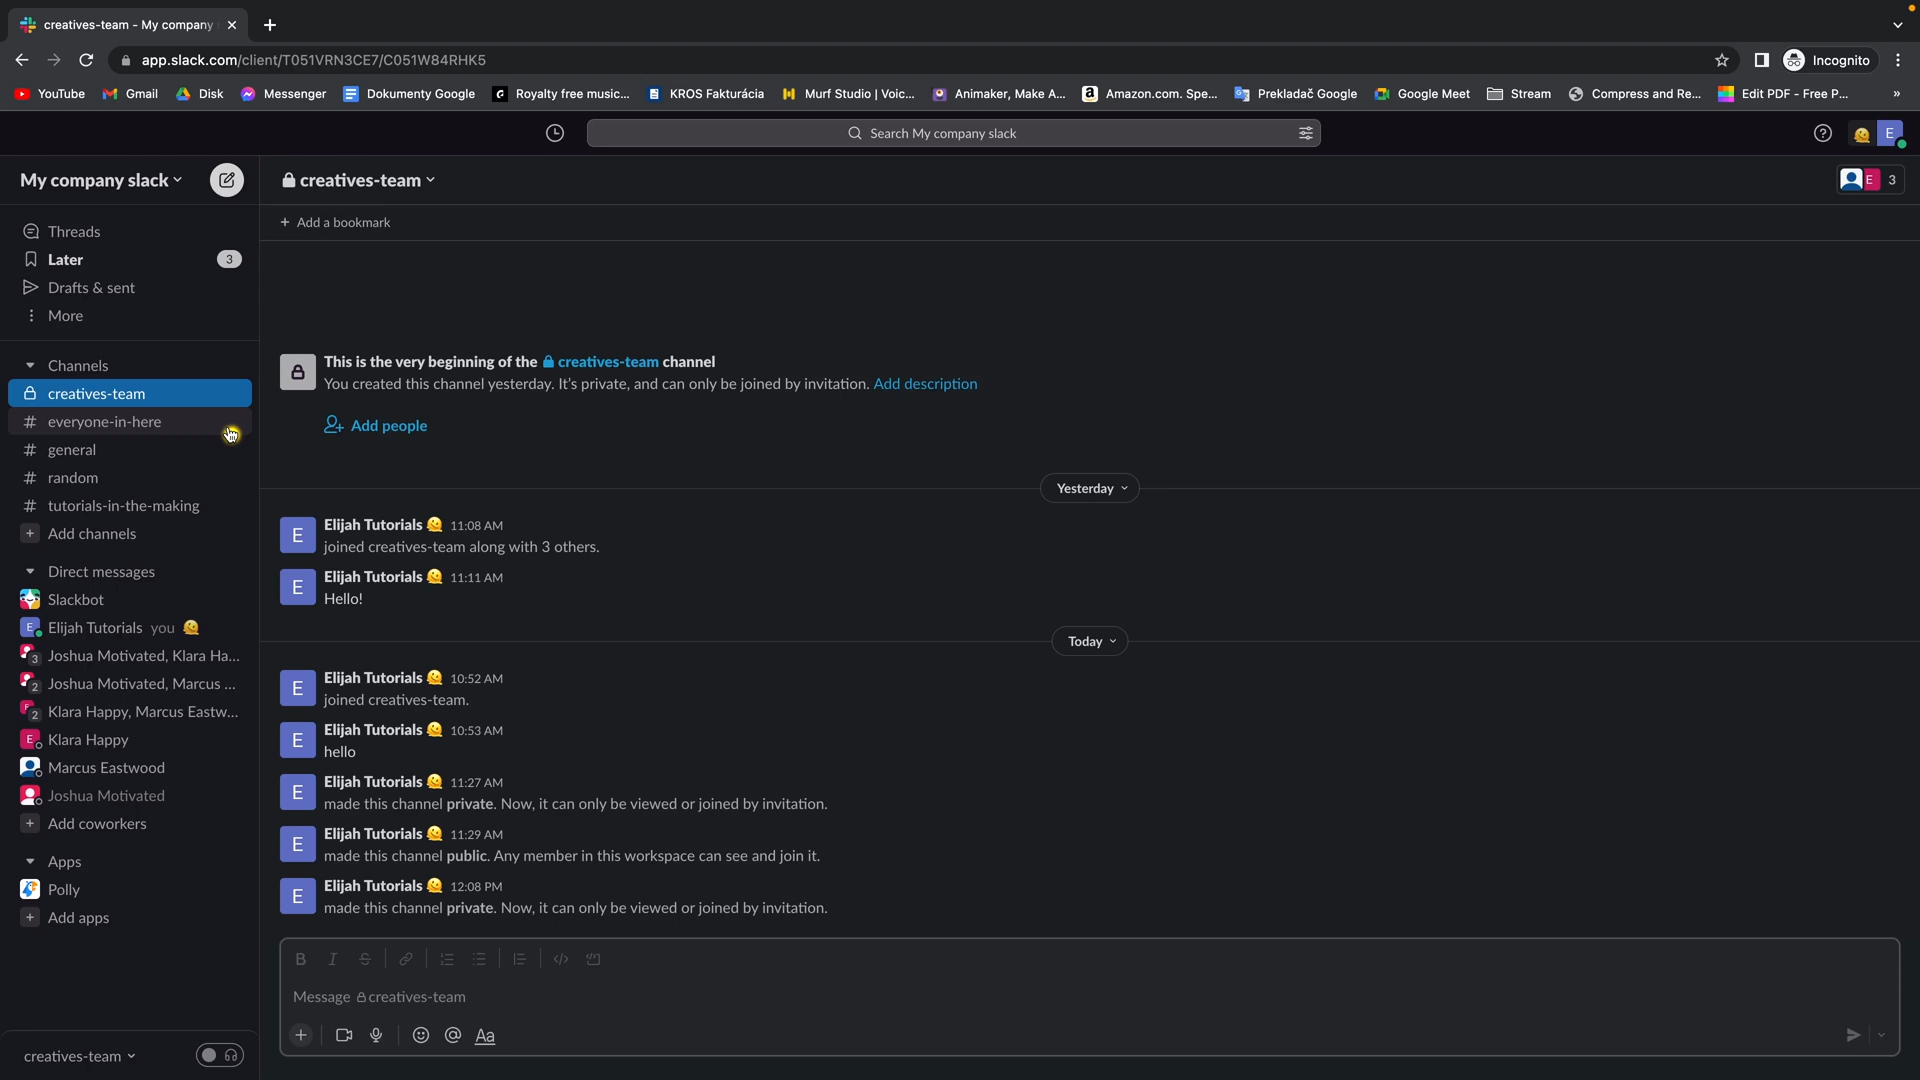 creatives-team - My company
app.slack.com/client/T051VRN3CE7/C051W84RHK5
Incognito
YouTube Gmail Disk Messenger Dokumenty Google Royalty free music... KROS Fakturácia Murf Studio | Voic... Animaker, Make A... Amazon.com. Spe... Prekladač Google Google Meet Stream Compress and Re... Edit PDF - Free P... »
Search My company slack
E
My company slack
creatives-team
E 3
Add a bookmark
Threads
Later 3
Drafts & sent
More
Channels
creatives-team
# everyone-in-here
# general
# random
# tutorials-in-the-making
+ Add channels
Direct messages
Slackbot
E Elijah Tutorials you
3 Joshua Motivated, Klara Ha...
2 Joshua Motivated, Marcus ...
2 Klara Happy, Marcus Eastw...
E Klara Happy
Marcus Eastwood
Joshua Motivated
+ Add coworkers
Apps
Polly
+ Add apps
creatives-team
This is the very beginning of the creatives-team channel
You created this channel yesterday. It's private, and can only be joined by invitation. Add description
Add people
Yesterday
E Elijah Tutorials 11:08 AM
joined creatives-team along with 3 others.
E Elijah Tutorials 11:11 AM
Hello!
Today
E Elijah Tutorials 10:52 AM
joined creatives-team.
E Elijah Tutorials 10:53 AM
hello
E Elijah Tutorials 11:27 AM
made this channel private. Now, it can only be viewed or joined by invitation.
E Elijah Tutorials 11:29 AM
made this channel public. Any member in this workspace can see and join it.
E Elijah Tutorials 12:08 PM
made this channel private. Now, it can only be viewed or joined by invitation.
B I S
Message creatives-team
+ @ Aa